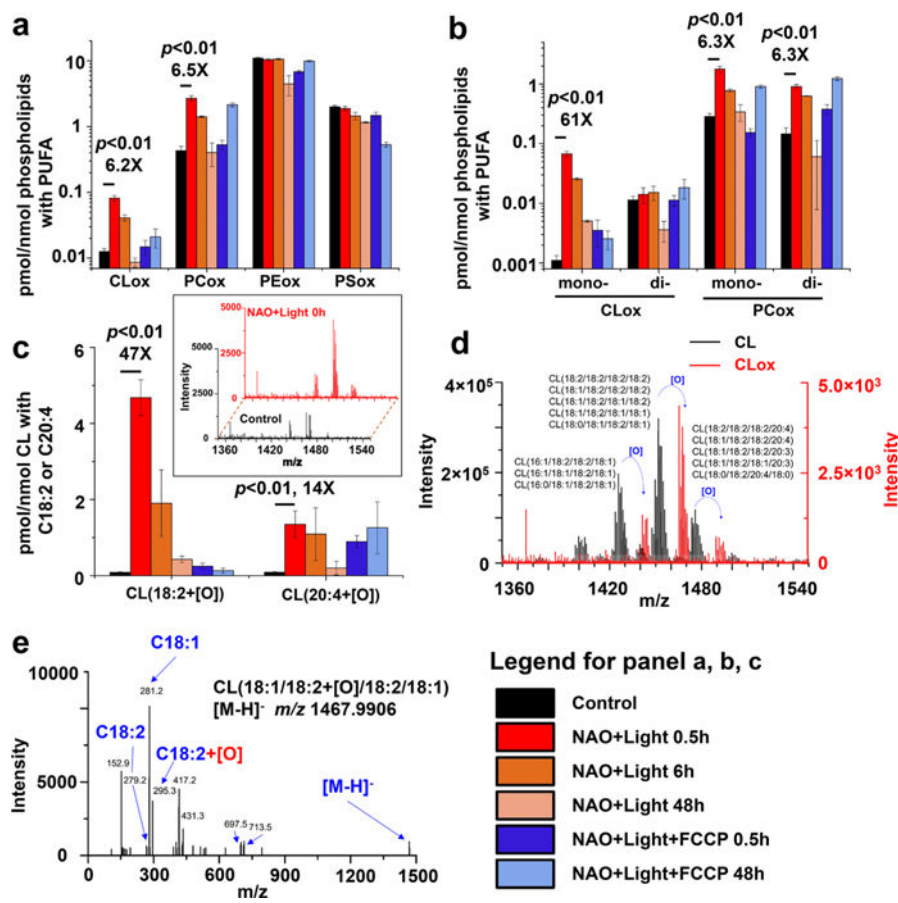 a
pmol/nmol phospholipids
with PUFA
10
1
0.1
0.01
p<0.01
6.2X
p<0.01
6.5X
CLox
PCox
PEox
PSox
b
pmol/nmol phospholipids
with PUFA
1
0.1
0.01
0.001
p<0.01
61X
p<0.01
6.3X
p<0.01
6.3X
mono-
di-
mono-
di-
CLox
PCox
c
pmol/nmol CL with
C18:2 or C20:4
6
4
2
0
p<0.01
47X
p<0.01, 14X
CL(18:2+[O])
CL(20:4+[O])
Intensity
5000
2500
0
NAO+Light 0h
5000
2500
0
Control
1360
1420
1480
1540
m/z
d
CL
CLox
Intensity
4×10⁵
2×10⁵
0
CL(18:2/18:2/18:2/18:2)
CL(18:1/18:2/18:2/18:2)
CL(18:1/18:2/18:1/18:2)
CL(18:1/18:2/18:1/18:1)
CL(18:0/18:1/18:2/18:1)
CL(16:1/18:2/18:2/18:1)
CL(16:1/18:1/18:2/18:1)
CL(16:0/18:1/18:2/18:1)
CL(18:2/18:2/18:2/20:4)
CL(18:1/18:2/18:2/20:4)
CL(18:1/18:2/18:2/20:3)
CL(18:1/18:2/18:1/20:3)
CL(18:0/18:2/20:4/18:0)
[O]
[O]
[O]
5.0×10³
2.5×10³
0
Intensity
1360
1420
1480
1540
m/z
e
Intensity
10000
5000
0
C18:1
281.2
CL(18:1/18:2+[O]/18:2/18:1)
[M-H]- m/z 1467.9906
C18:2
C18:2+[O]
152.9
279.2
295.3
417.2
431.3
697.5
713.5
[M-H]-
0
300
600
900
1200
1500
m/z
Legend for panel a, b, c
Control
NAO+Light 0.5h
NAO+Light 6h
NAO+Light 48h
NAO+Light+FCCP 0.5h
NAO+Light+FCCP 48h